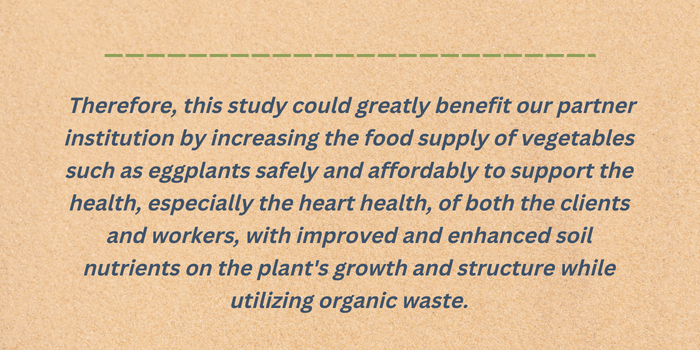 Therefore, this study could greatly benefit our partner
institution by increasing the food supply of vegetables
such as eggplants safely and affordably to support the
health, especially the heart health, of both the clients
and workers, with improved and enhanced soil
nutrients on the plant's growth and structure while
utilizing organic waste.